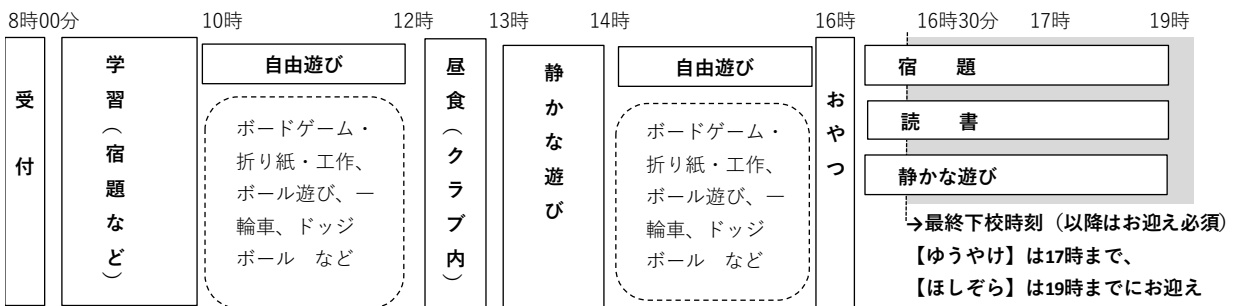 8時00分 10時 12時 13時 14時 16時 16時30分 17時 19時
受付
学習（宿題など）
自由遊び
ボードゲーム・
折り紙・工作、
ボール遊び、一
輪車、ドッジ
ボール など
昼食（クラブ内）
静かな遊び
自由遊び
ボードゲーム・
折り紙・工作、
ボール遊び、一
輪車、ドッジ
ボール など
おやつ
宿 題
読 書
静かな遊び
→最終下校時刻（以降はお迎え必須）
【ゆうやけ】は17時まで、
【ほしぞら】は19時までにお迎え